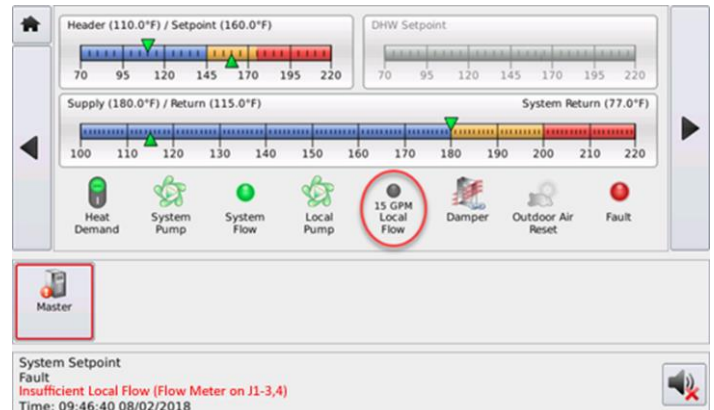 Header (110.0°F) / Setpoint (160.0°F)
DHW Setpoint
70 95 120 145 170 195 220
70 95 120 145 170 195 220
Supply (180.0°F) / Return (115.0°F)
System Return (77.0°F)
100 110 120 130 140 150 160 170 180 190 200 210 220
Heat
Demand
System
Pump
System
Flow
Local
Pump
15 GPM
Local
Flow
Damper
Outdoor Air
Reset
Fault
Master
System Setpoint
Fault
Insufficient Local Flow (Flow Meter on J1-3,4)
Time: 09:46:40 08/02/2018